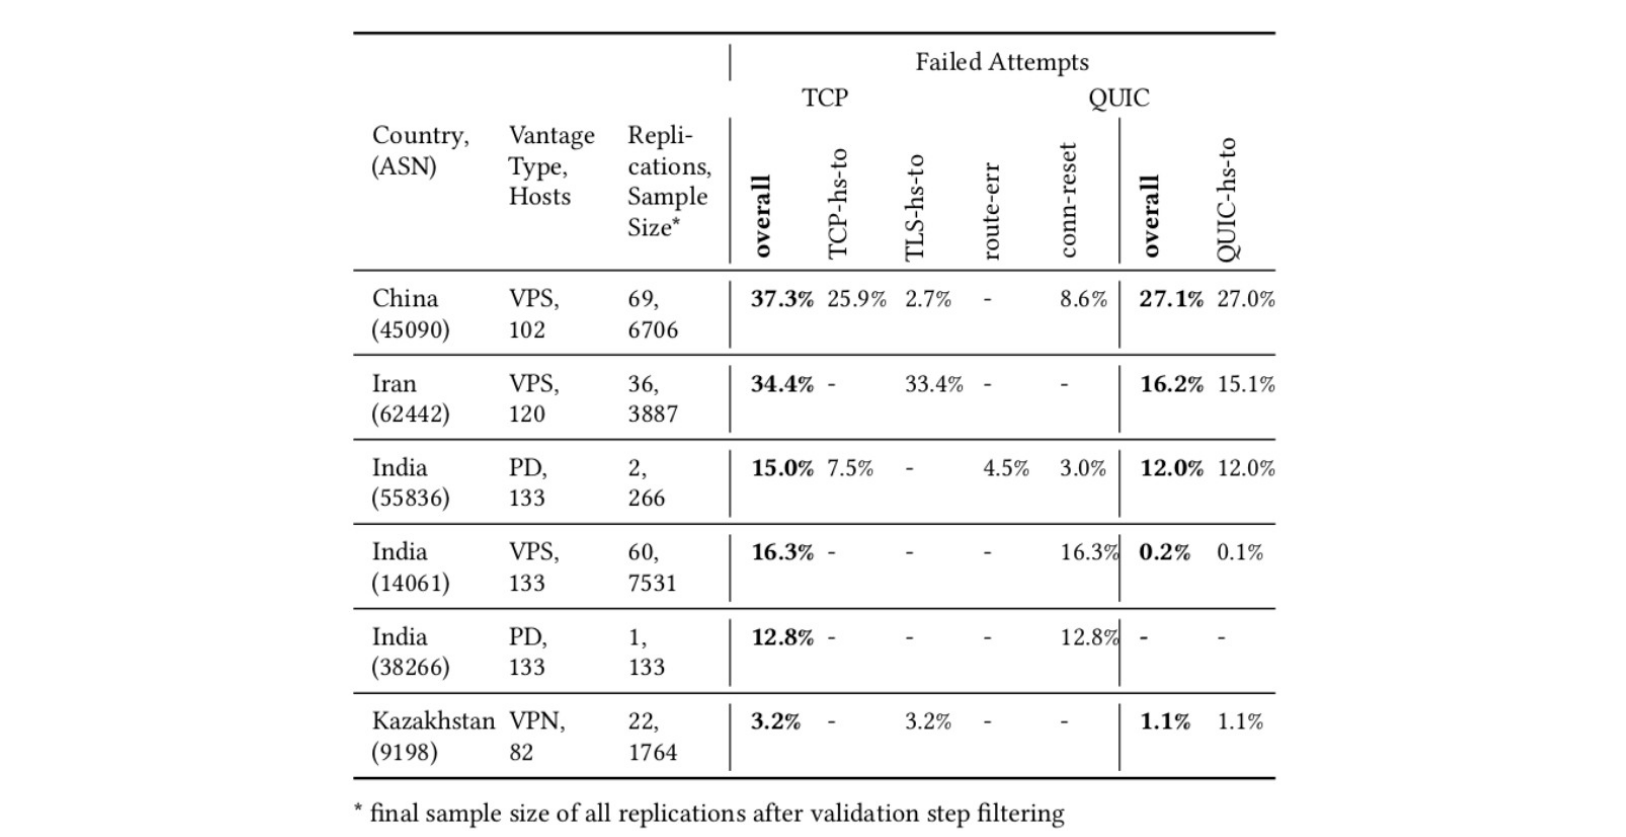 Failed Attempts
TCP QUIC
Country, (ASN) Vantage Type, Hosts Repli-cations, Sample Size* overall TCP-hs-to TLS-hs-to route-err conn-reset overall QUIC-hs-to
China VPS, 69, 37.3% 25.9% 2.7% - 8.6% 27.1% 27.0%
(45090) 102 6706
Iran VPS, 36, 34.4% - 33.4% - - 16.2% 15.1%
(62442) 120 3887
India PD, 2, 15.0% 7.5% - 4.5% 3.0% 12.0% 12.0%
(55836) 133 266
India VPS, 60, 16.3% - - - 16.3% 0.2% 0.1%
(14061) 133 7531
India PD, 1, 12.8% - - - 12.8% - -
(38266) 133 133
Kazakhstan VPN, 22, 3.2% - 3.2% - - 1.1% 1.1%
(9198) 82 1764
* final sample size of all replications after validation step filtering